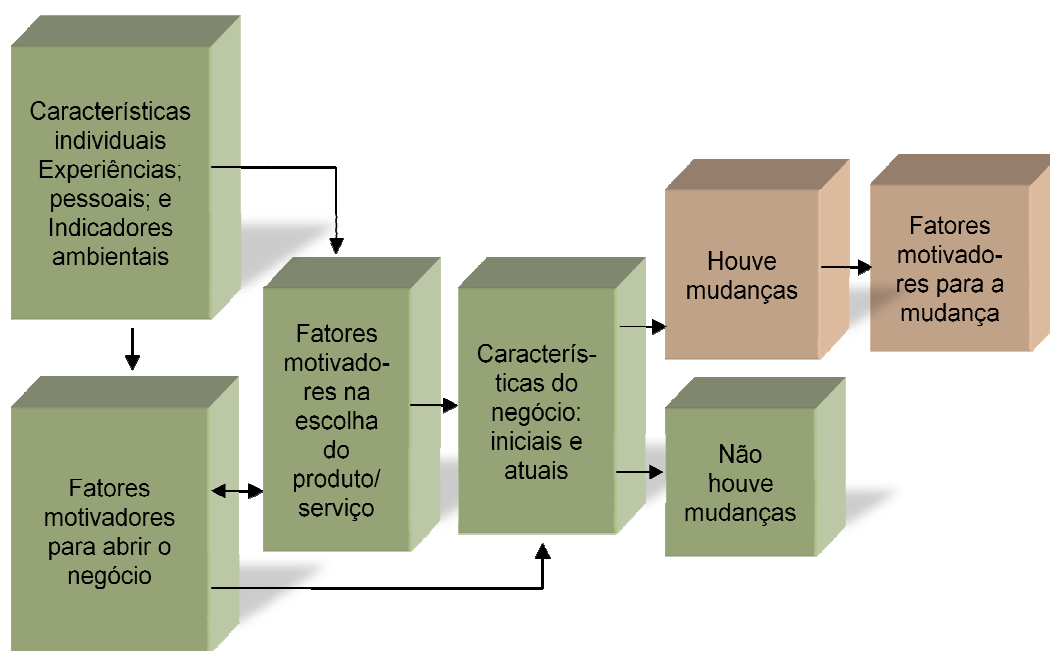 Características
individuais
Experiências;
pessoais; e
Indicadores
ambientais
Fatores
motivadores
para abrir o
negócio
Fatores
motivado-
res na
escolha
do
produto/
serviço
Caracterís-
ticas do
negócio:
iniciais e
atuais
Houve
mudanças
Fatores
motivado-
res para a
mudança
Não
houve
mudanças